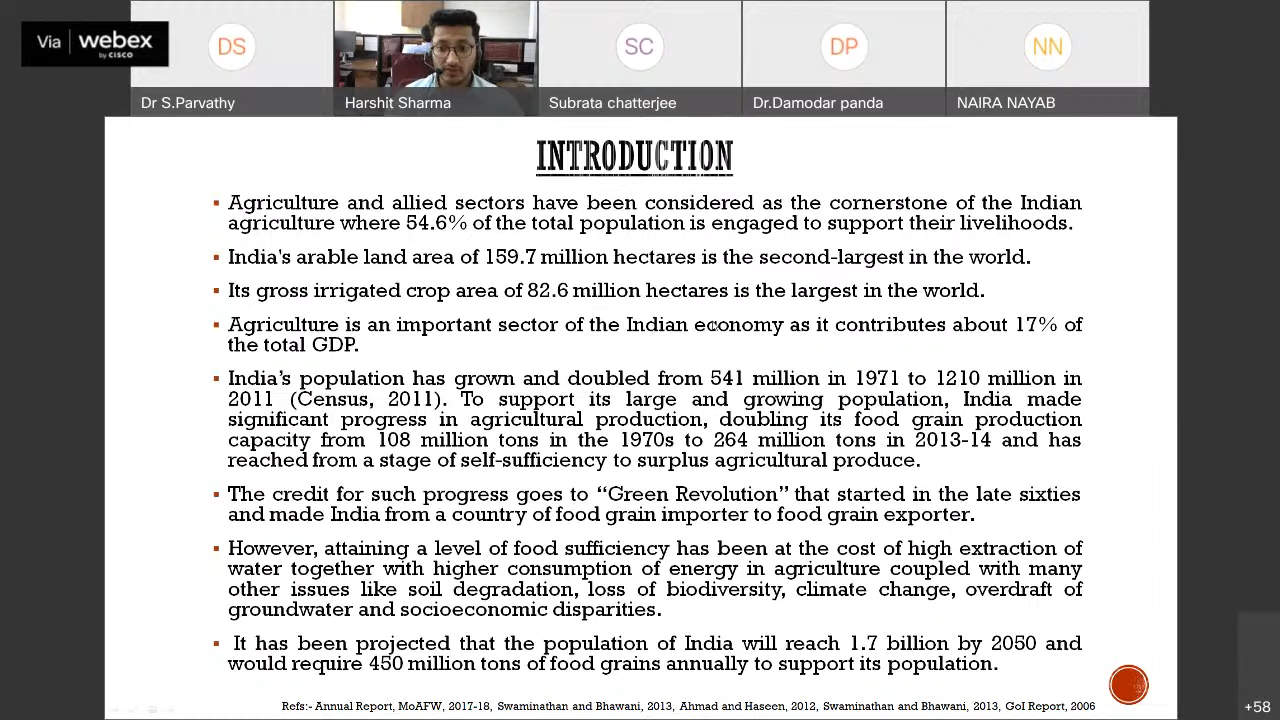 Via webex
by CISCO
DS
SC
DP
NN
Dr S.Parvathy
Harshit Sharma
Subrata chatterjee
Dr.Damodar panda
NAIRA NAYAB
INTRODUCTION
▪ Agriculture and allied sectors have been considered as the cornerstone of the Indian
agriculture where 54.6% of the total population is engaged to support their livelihoods.
▪ India's arable land area of 159.7 million hectares is the second-largest in the world.
▪ Its gross irrigated crop area of 82.6 million hectares is the largest in the world.
▪ Agriculture is an important sector of the Indian economy as it contributes about 17% of
the total GDP.
▪ India’s population has grown and doubled from 541 million in 1971 to 1210 million in
2011 (Census, 2011). To support its large and growing population, India made
significant progress in agricultural production, doubling its food grain production
capacity from 108 million tons in the 1970s to 264 million tons in 2013-14 and has
reached from a stage of self-sufficiency to surplus agricultural produce.
▪ The credit for such progress goes to “Green Revolution” that started in the late sixties
and made India from a country of food grain importer to food grain exporter.
▪ However, attaining a level of food sufficiency has been at the cost of high extraction of
water together with higher consumption of energy in agriculture coupled with many
other issues like soil degradation, loss of biodiversity, climate change, overdraft of
groundwater and socioeconomic disparities.
▪ It has been projected that the population of India will reach 1.7 billion by 2050 and
would require 450 million tons of food grains annually to support its population.
Refs:- Annual Report, MoAFW, 2017-18, Swaminathan and Bhawani, 2013, Ahmad and Haseen, 2012, Swaminathan and Bhawani, 2013, GoI Report, 2006
+58